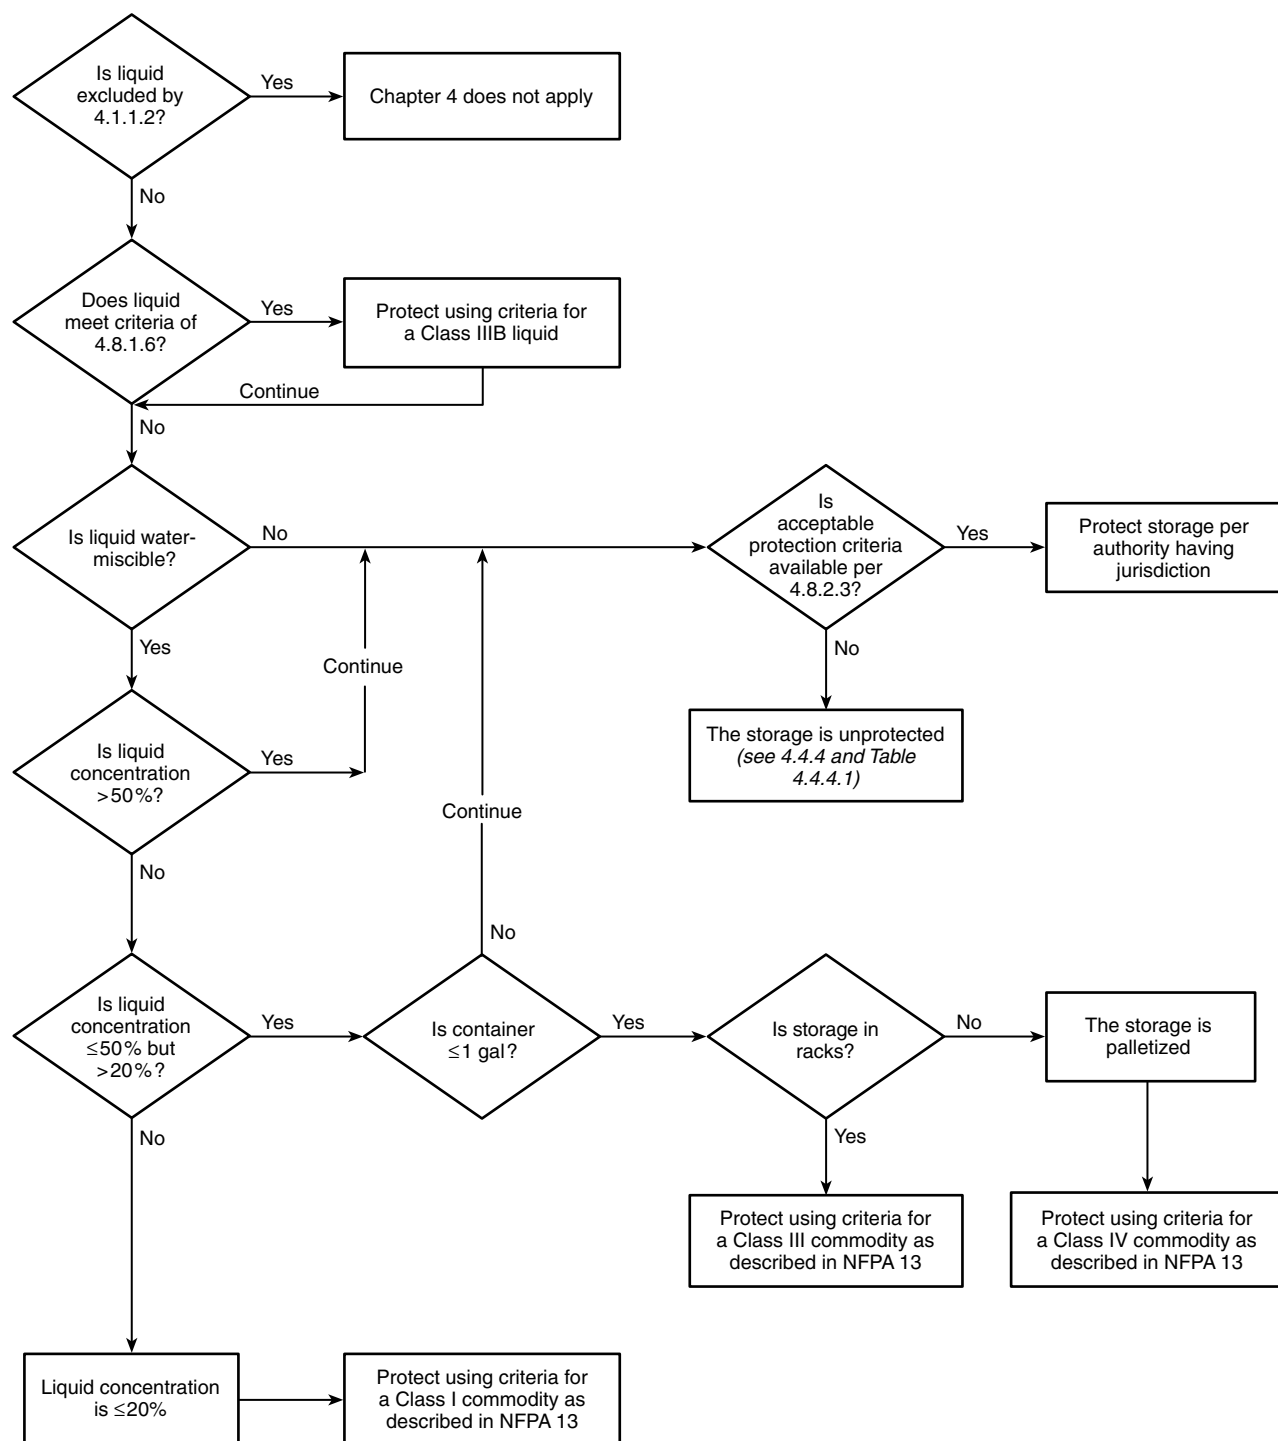 Is liquid
excluded by
4.1.1.2?
Yes
Chapter 4 does not apply
No
Does liquid
meet criteria of
4.8.1.6?
Yes
Protect using criteria for
a Class IIIB liquid
Continue
No
Is liquid water-
miscible?
No
Is
acceptable
protection criteria
available per
4.8.2.3?
Yes
Protect storage per
authority having
jurisdiction
Yes
Continue
No
The storage is unprotected
(see 4.4.4 and Table
4.4.4.1)
Is liquid
concentration
>50%?
Yes
Continue
No
No
Is liquid
concentration
≤50% but
>20%?
Yes
Is container
≤1 gal?
Yes
Is storage in
racks?
No
The storage is
palletized
No
Yes
Protect using criteria for
a Class III commodity as
described in NFPA 13
Protect using criteria for
a Class IV commodity as
described in NFPA 13
Liquid concentration
is ≤20%
Protect using criteria for
a Class I commodity as
described in NFPA 13